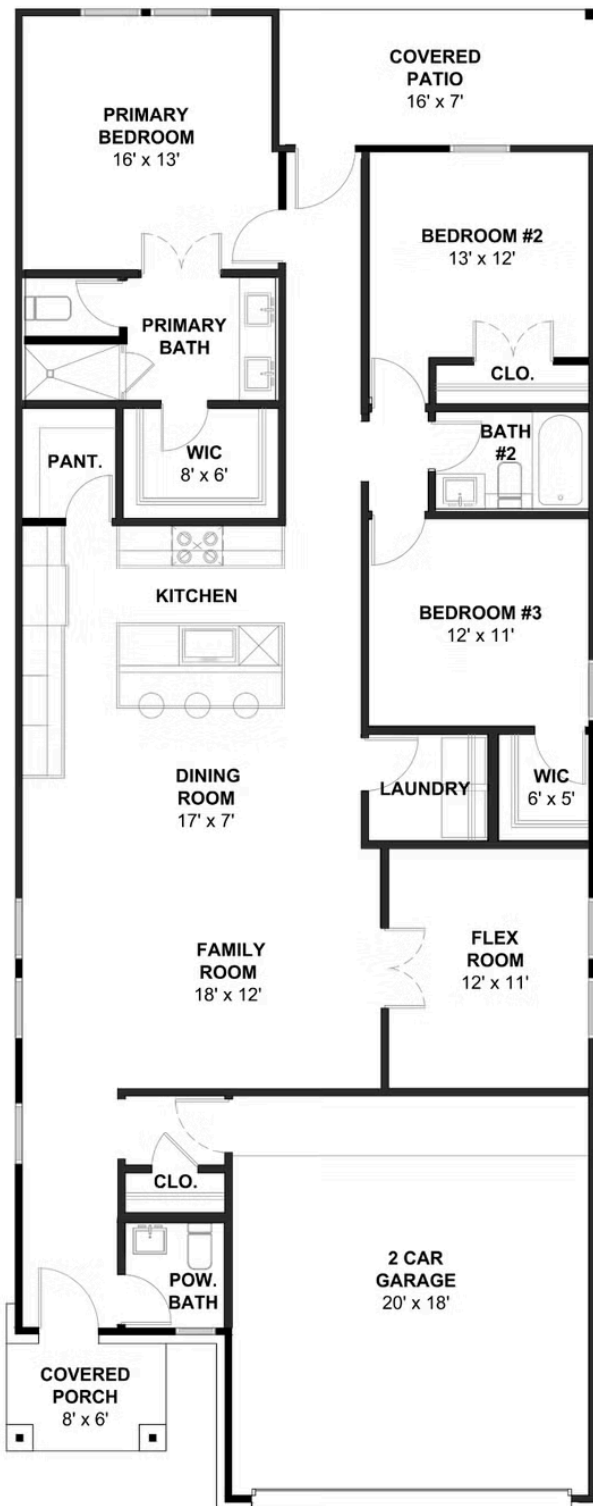 COVERED
PATIO
16' x 7'
PRIMARY
BEDROOM
16' x 13'
BEDROOM #2
13' x 12'
PRIMARY
BATH
CLO.
PANT.
WIC
8' x 6'
BATH
#2
KITCHEN
BEDROOM #3
12' x 11'
DINING
ROOM
17' x 7'
LAUNDRY
WIC
6' x 5'
FAMILY
ROOM
18' x 12'
FLEX
ROOM
12' x 11'
CLO.
2 CAR
GARAGE
20' x 18'
POW.
BATH
COVERED
PORCH
8' x 6'